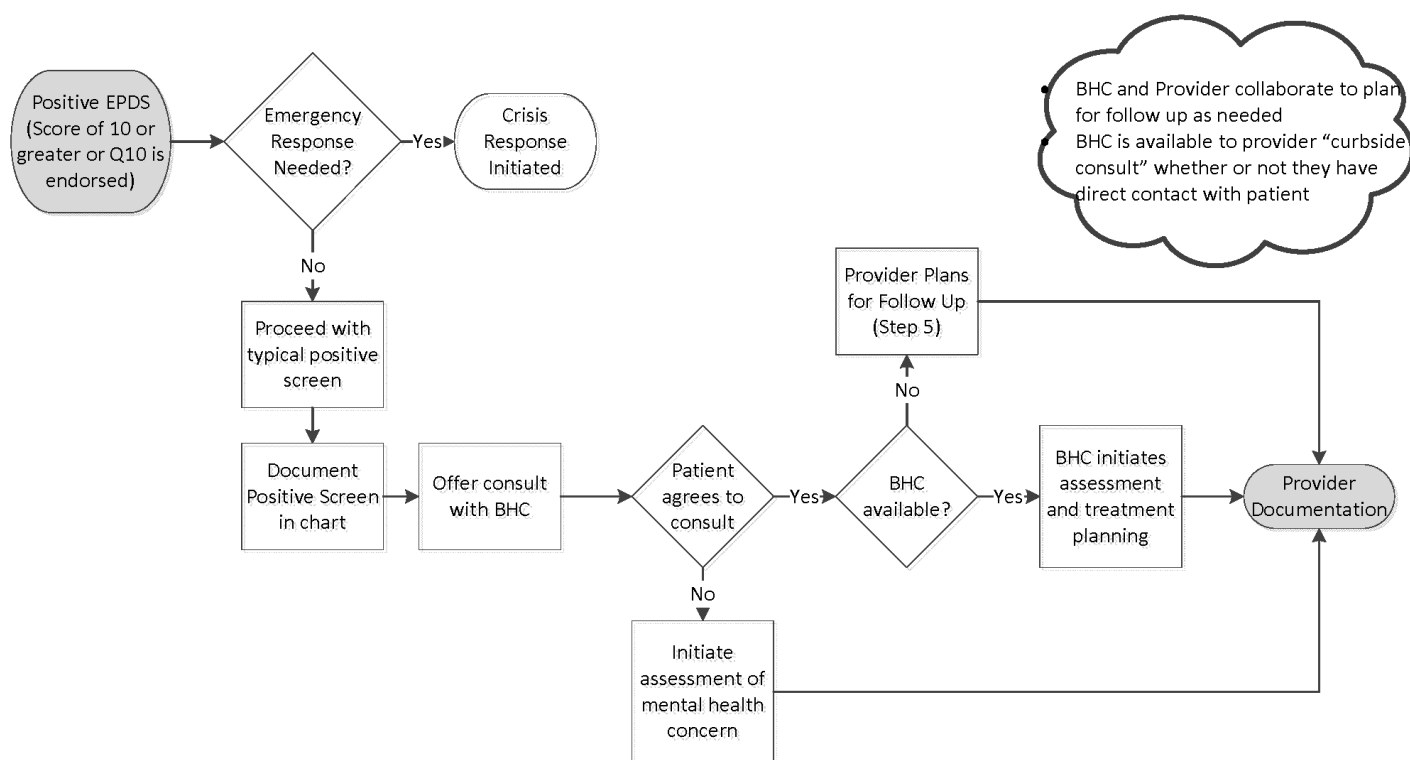 Positive EPDS
(Score of 10 or
greater or Q10 is
endorsed)
Emergency
Response
Needed?
Yes
Crisis
Response
Initiated
• BHC and Provider collaborate to plan
for follow up as needed
• BHC is available to provider “curbside
consult” whether or not they have
direct contact with patient
No
Proceed with
typical positive
screen
Provider Plans
for Follow Up
(Step 5)
No
Document
Positive Screen
in chart
Offer consult
with BHC
Patient
agrees to
consult
Yes
BHC
available?
Yes
BHC initiates
assessment
and treatment
planning
Provider
Documentation
No
Initiate
assessment of
mental health
concern